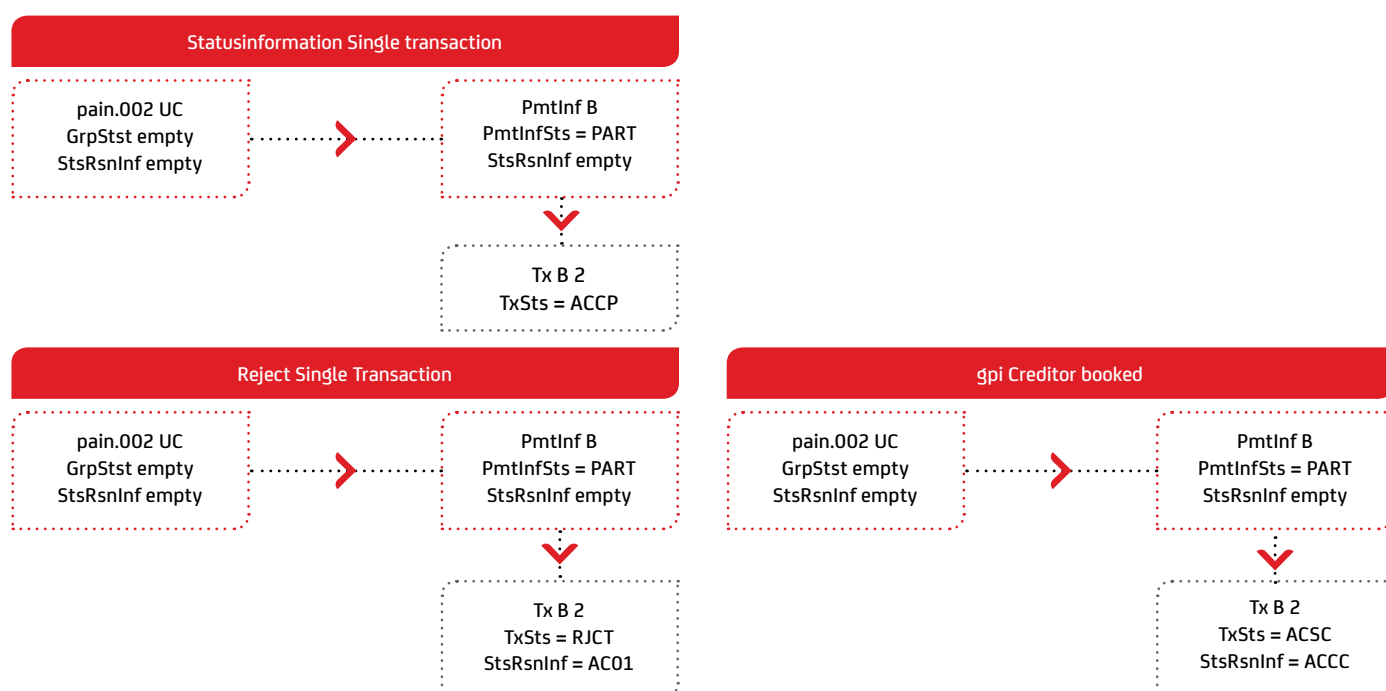 Statusinformation Single transaction
pain.002 UC
GrpStst empty
StsRsnInf empty
PmtInf B
PmtInfSts = PART
StsRsnInf empty
Tx B 2
TxSts = ACCP
Reject Single Transaction
pain.002 UC
GrpStst empty
StsRsnInf empty
PmtInf B
PmtInfSts = PART
StsRsnInf empty
Tx B 2
TxSts = RJCT
StsRsnInf = AC01
gpi Creditor booked
pain.002 UC
GrpStst empty
StsRsnInf empty
PmtInf B
PmtInfSts = PART
StsRsnInf empty
Tx B 2
TxSts = ACSC
StsRsnInf = ACCC